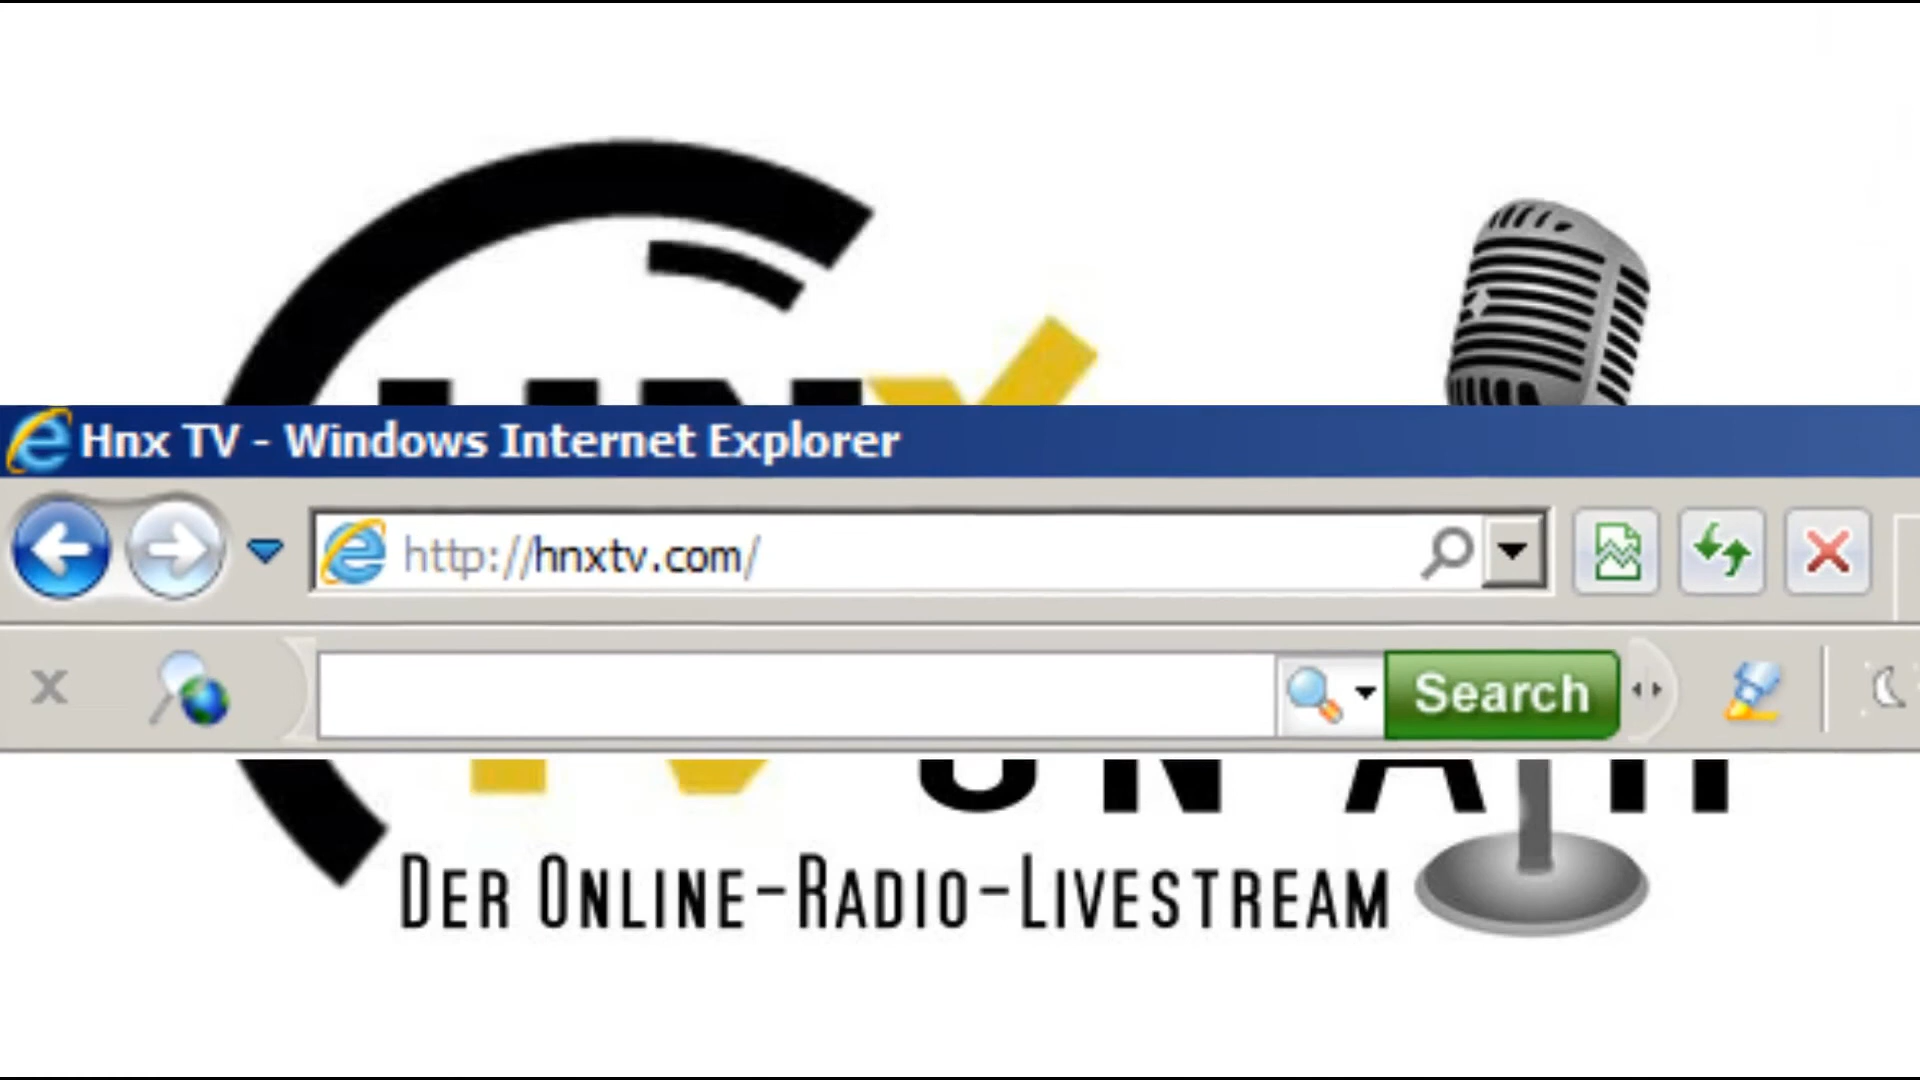 Hnx TV - Windows Internet Explorer
http://hnxtv.com/
Search
DER ONLINE-RADIO-LIVESTREAM